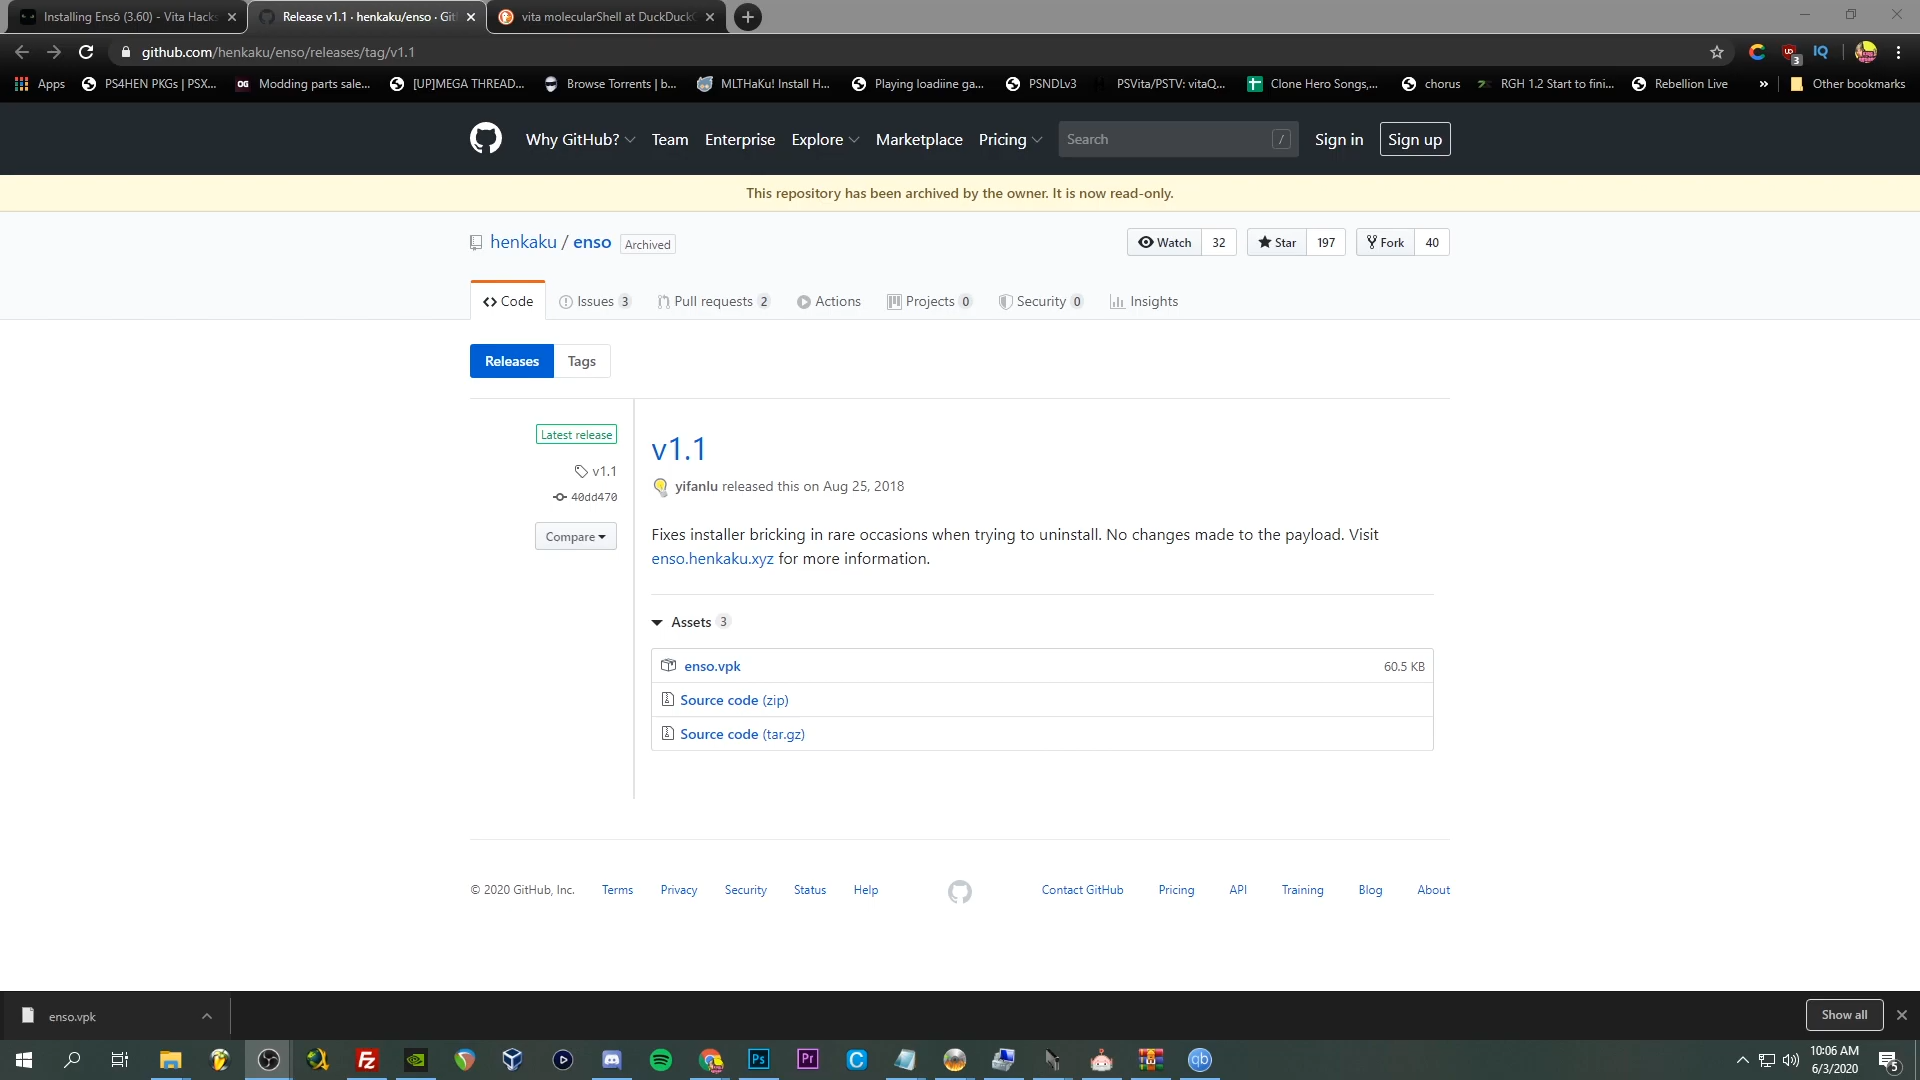 Installing Ensō (3.60) - Vita Hacks
Release v1.1 · henkaku/enso · Git
vita molecularShell at DuckDuck
github.com/henkaku/enso/releases/tag/v1.1
3
IQ
Apps
PS4HEN PKGs | PSX...
OG
Modding parts sale...
[UP]MEGA THREAD...
Browse Torrents | b...
MLTHaKu! Install H...
Playing loadiine ga...
PSNDLv3
PSVita/PSTV: vitaQ...
Clone Hero Songs,...
chorus
RGH 1.2 Start to fini...
Rebellion Live
»
Other bookmarks
Why GitHub?
Team
Enterprise
Explore
Marketplace
Pricing
Search
/
Sign in
Sign up
This repository has been archived by the owner. It is now read-only.
henkaku / enso
Archived
Watch 32
Star 197
Fork 40
Code
Issues 3
Pull requests 2
Actions
Projects 0
Security 0
Insights
Releases
Tags
Latest release
v1.1
40dd470
Compare
v1.1
yifanlu released this on Aug 25, 2018
Fixes installer bricking in rare occasions when trying to uninstall. No changes made to the payload. Visit
enso.henkaku.xyz for more information.
Assets 3
enso.vpk
60.5 KB
Source code (zip)
Source code (tar.gz)
© 2020 GitHub, Inc.
Terms
Privacy
Security
Status
Help
Contact GitHub
Pricing
API
Training
Blog
About
enso.vpk
Show all
Fz
Ps
Pr
C
qb
10:06 AM
6/3/2020
5